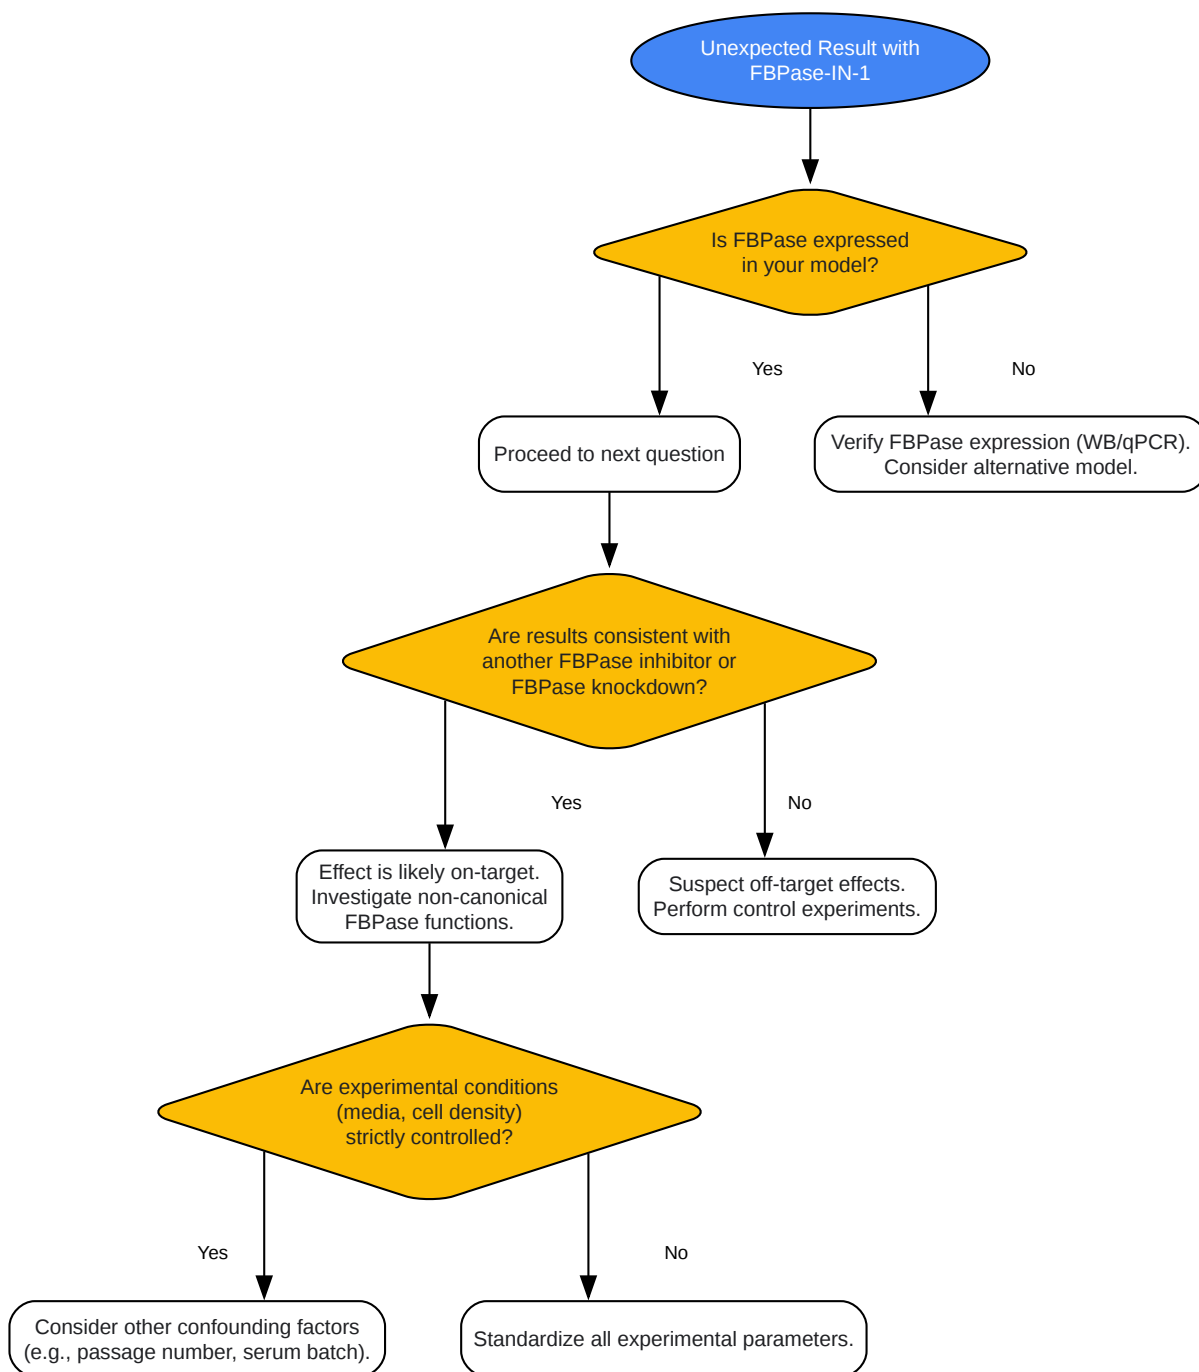 Unexpected Result with
FBPase-IN-1
Is FBPase expressed
in your model?
Yes
No
Proceed to next question
Verify FBPase expression (WB/qPCR).
Consider alternative model.
Are results consistent with
another FBPase inhibitor or
FBPase knockdown?
Yes
No
Effect is likely on-target.
Investigate non-canonical
FBPase functions.
Suspect off-target effects.
Perform control experiments.
Are experimental conditions
(media, cell density)
strictly controlled?
Yes
No
Consider other confounding factors
(e.g., passage number, serum batch).
Standardize all experimental parameters.